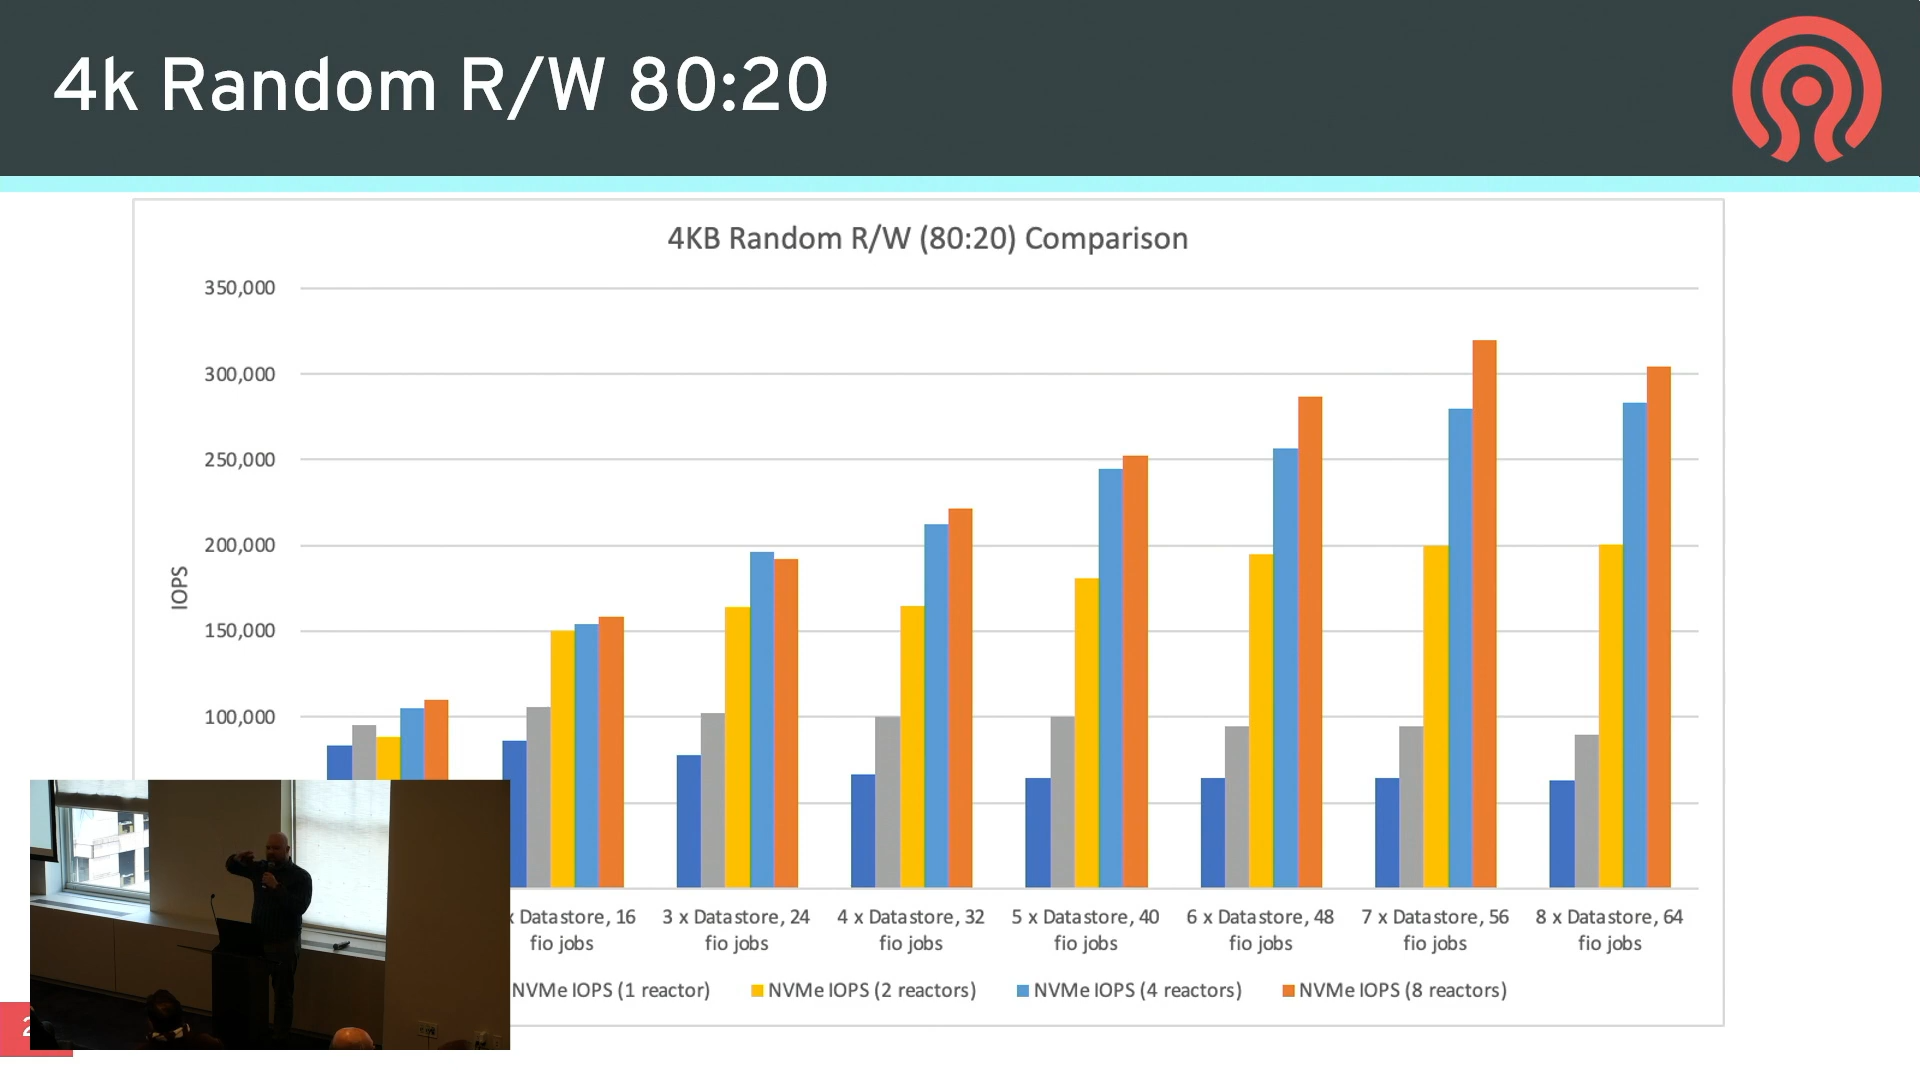 4k Random R/W 80:20
4KB Random R/W (80:20) Comparison
350,000
300,000
250,000
200,000
150,000
100,000
IOPS
x Datastore, 16 fio jobs
3 x Datastore, 24 fio jobs
4 x Datastore, 32 fio jobs
5 x Datastore, 40 fio jobs
6 x Datastore, 48 fio jobs
7 x Datastore, 56 fio jobs
8 x Datastore, 64 fio jobs
NVMe IOPS (1 reactor)
NVMe IOPS (2 reactors)
NVMe IOPS (4 reactors)
NVMe IOPS (8 reactors)